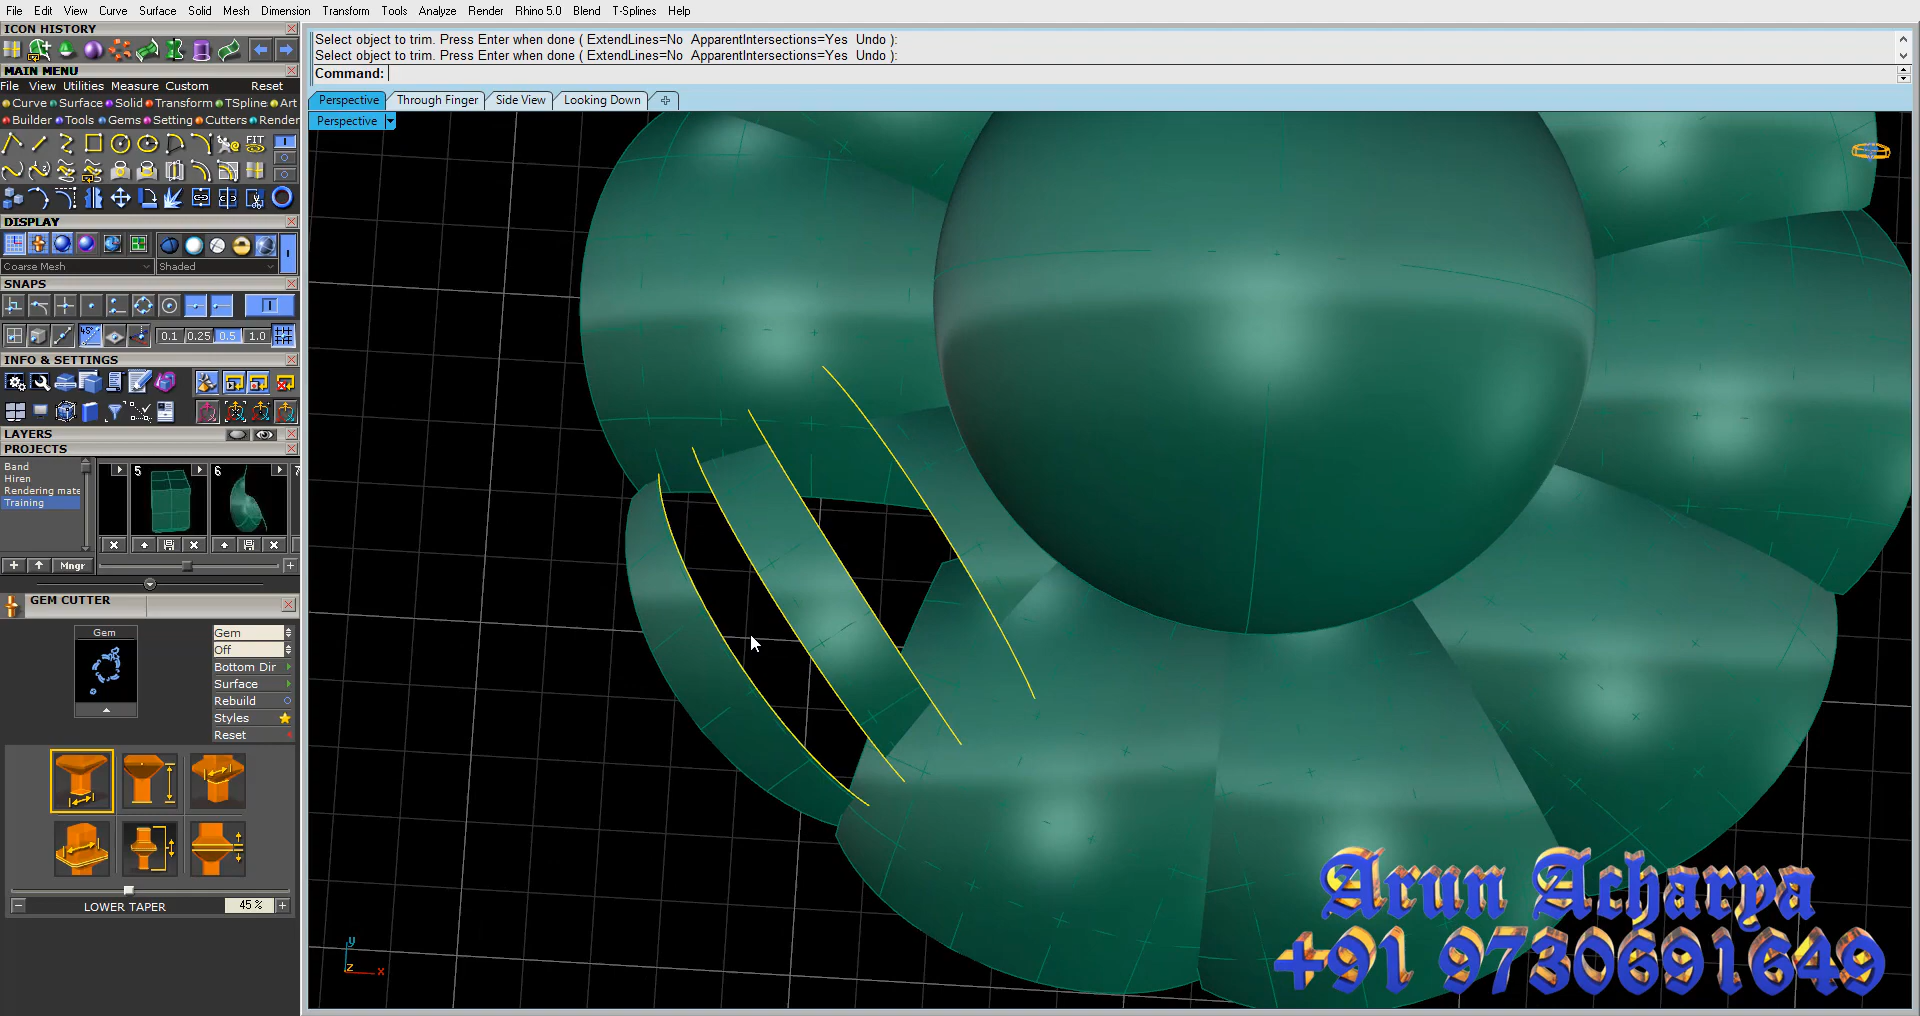 File Edit View Curve Surface Solid Mesh Dimension Transform Tools Analyze Render Rhino 5.0 Blend T-Splines Help
ICON HISTORY
Select object to trim. Press Enter when done ( ExtendLines=No ApparentIntersections=Yes Undo ):
Select object to trim. Press Enter when done ( ExtendLines=No ApparentIntersections=Yes Undo ):
Command:
MAIN MENU
File View Utilities Measure Custom Reset
Curve Surface Solid Transform TSpline Art
Builder Tools Gems Setting Cutters Render
Perspective Through Finger Side View Looking Down
Perspective
FIT
DISPLAY
Coarse Mesh Shaded
SNAPS
45° 0.1 0.25 0.5 1.0
INFO & SETTINGS
LAYERS
PROJECTS
Band
Hiren
Rendering mate
Training
5 6 7
Mngr
GEM CUTTER
Gem
Gem
Off
Bottom Dir
Surface
Rebuild
Styles
Reset
LOWER TAPER 45 %
y
z x
Arun Acharya
+91 9730691649